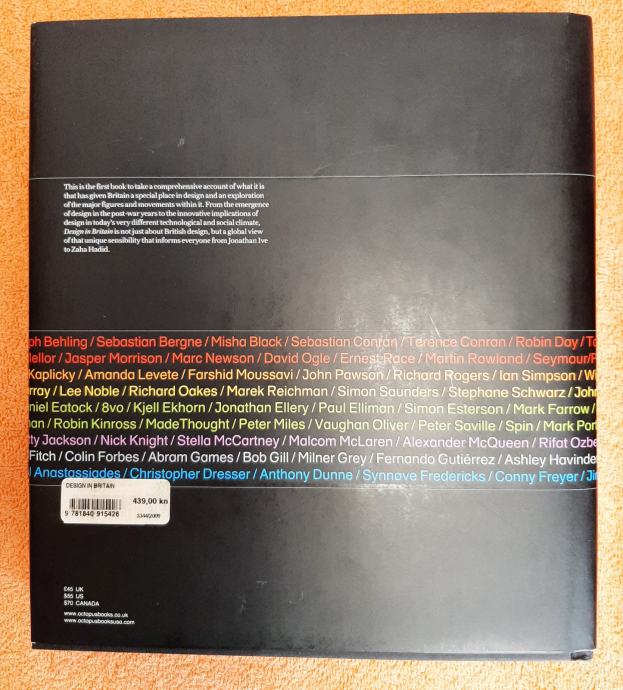 This is the first book to take a comprehensive account of what it is
that has given Britain a special place in design and an exploration
of the major figures and movements within it. From the emergence
of design in the post-war years to the innovative implications of
design in today's very different technological and social climate,
Design in Britain is not just about British design, but a global view
of that unique sensibility that informs everyone from Jonathan Ive
to Zaha Hadid.
ph Behling / Sebastian Bergne / Misha Black / Sebastian Conran / Terence Conran / Robin Day / To
Mellor / Jasper Morrison / Marc Newson / David Ogle / Ernest Race / Martin Rowland / Seymour/P
Kaplicky / Amanda Levete / Farshid Moussavi / John Pawson / Richard Rogers / Ian Simpson / Wi
rray / Lee Noble / Richard Oakes / Marek Reichman / Simon Saunders / Stephane Schwarz / John
niel Eatock / 8vo / Kjell Ekhorn / Jonathan Ellery / Paul Elliman / Simon Esterson / Mark Farrow /
nan / Robin Kinross / MadeThought / Peter Miles / Vaughan Oliver / Peter Saville / Spin / Mark Port
tty Jackson / Nick Knight / Stella McCartney / Malcom McLaren / Alexander McQueen / Rifat Ozbe
Fitch / Colin Forbes / Abram Games / Bob Gill / Milner Grey / Fernando Gutiérrez / Ashley Havinde
l Anastassiades / Christopher Dresser / Anthony Dunne / Synnøve Fredericks / Conny Freyer / Ji
DESIGN IN BRITAIN
439,00 kn
9 781840 915426
£45 UK
$55 US
$70 CANADA
www.octopusbooks.co.uk
www.octopusbooksusa.com